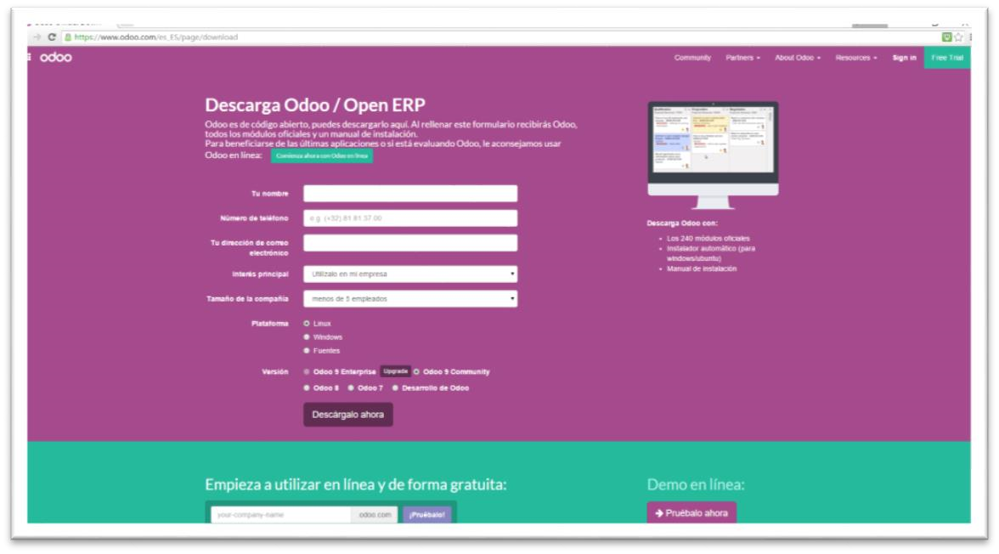 https://www.odoo.com/es_ES/page/download
odoo
Community Partners About Odoo Resources Sign in Free Trial
Descarga Odoo / Open ERP
Odoo es de código abierto, puedes descargarlo aquí. Al rellenar este formulario recibirás Odoo,
todos los módulos oficiales y un manual de instalación.
Para beneficiarse de las últimas aplicaciones o si está evaluando Odoo, le aconsejamos usar
Odoo en línea: Comienza ahora con Odoo en línea
Tu nombre
Número de teléfono e.g. (+32).81.81.37.00
Tu dirección de correo
electrónico
Interés principal Utilízalo en mi empresa
Tamaño de la compañía menos de 5 empleados
Plataforma Linux
Windows
Fuentes
Versión Odoo 9 Enterprise Upgrade Odoo 9 Community
Odoo 8 Odoo 7 Desarrollo de Odoo
Descárgalo ahora
Descarga Odoo con:
Los 240 módulos oficiales
Instalador automático (para
windows/ubuntu)
Manual de instalación
Empieza a utilizar en línea y de forma gratuita:
your-company-name .odoo.com ¡Pruébalo!
Demo en línea:
Pruébalo ahora